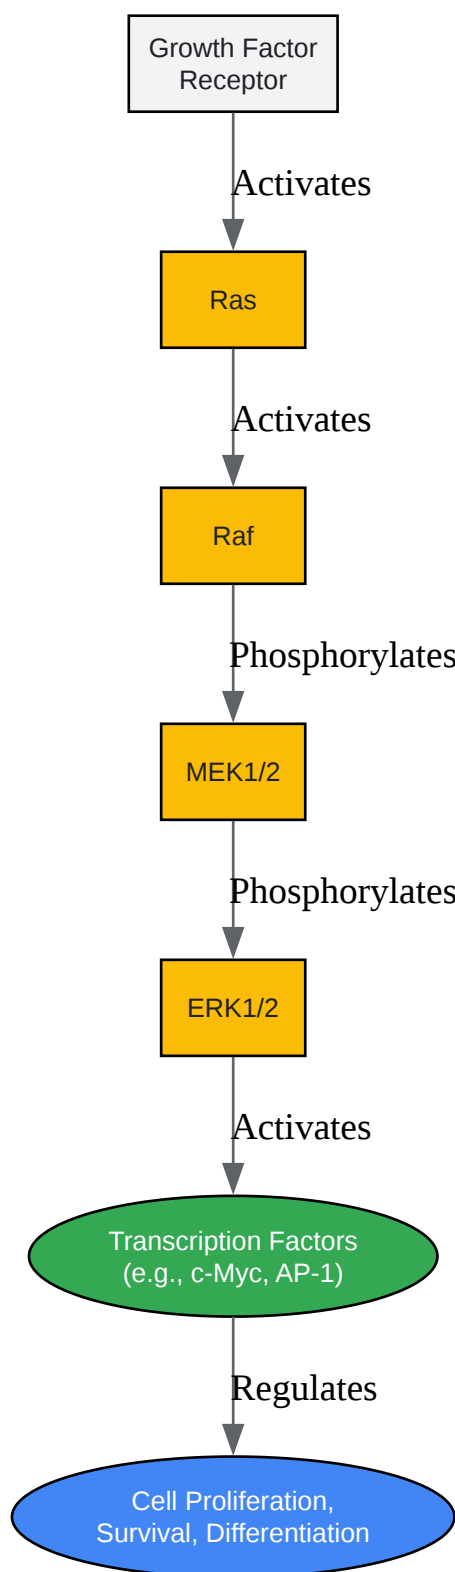 Growth Factor
Receptor
Activates
Ras
Activates
Raf
Phosphorylates
MEK1/2
Phosphorylates
ERK1/2
Activates
Transcription Factors
(e.g., c-Myc, AP-1)
Regulates
Cell Proliferation,
Survival, Differentiation